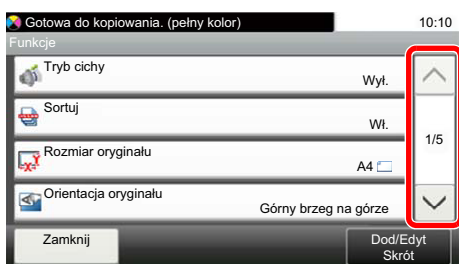 Gotowa do kopiowania. (pełny kolor)
10:10
Funkcje
Tryb cichy
Wył.
Sortuj
Wł.
Rozmiar oryginału
A4
Orientacja oryginału
Górny brzeg na górze
1/5
Zamknij
Dod/Edyt
Skrót